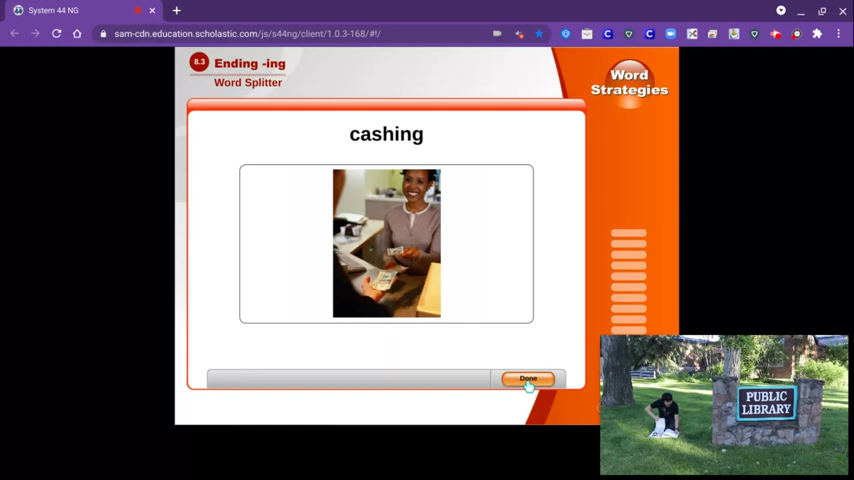 System 44 NG
sam-cdn.education.scholastic.com/js/s44ng/client/1.0.3-168/#!/
8.3 Ending -ing
Word Splitter
Word
Strategies
cashing
Done
PUBLIC
LIBRARY